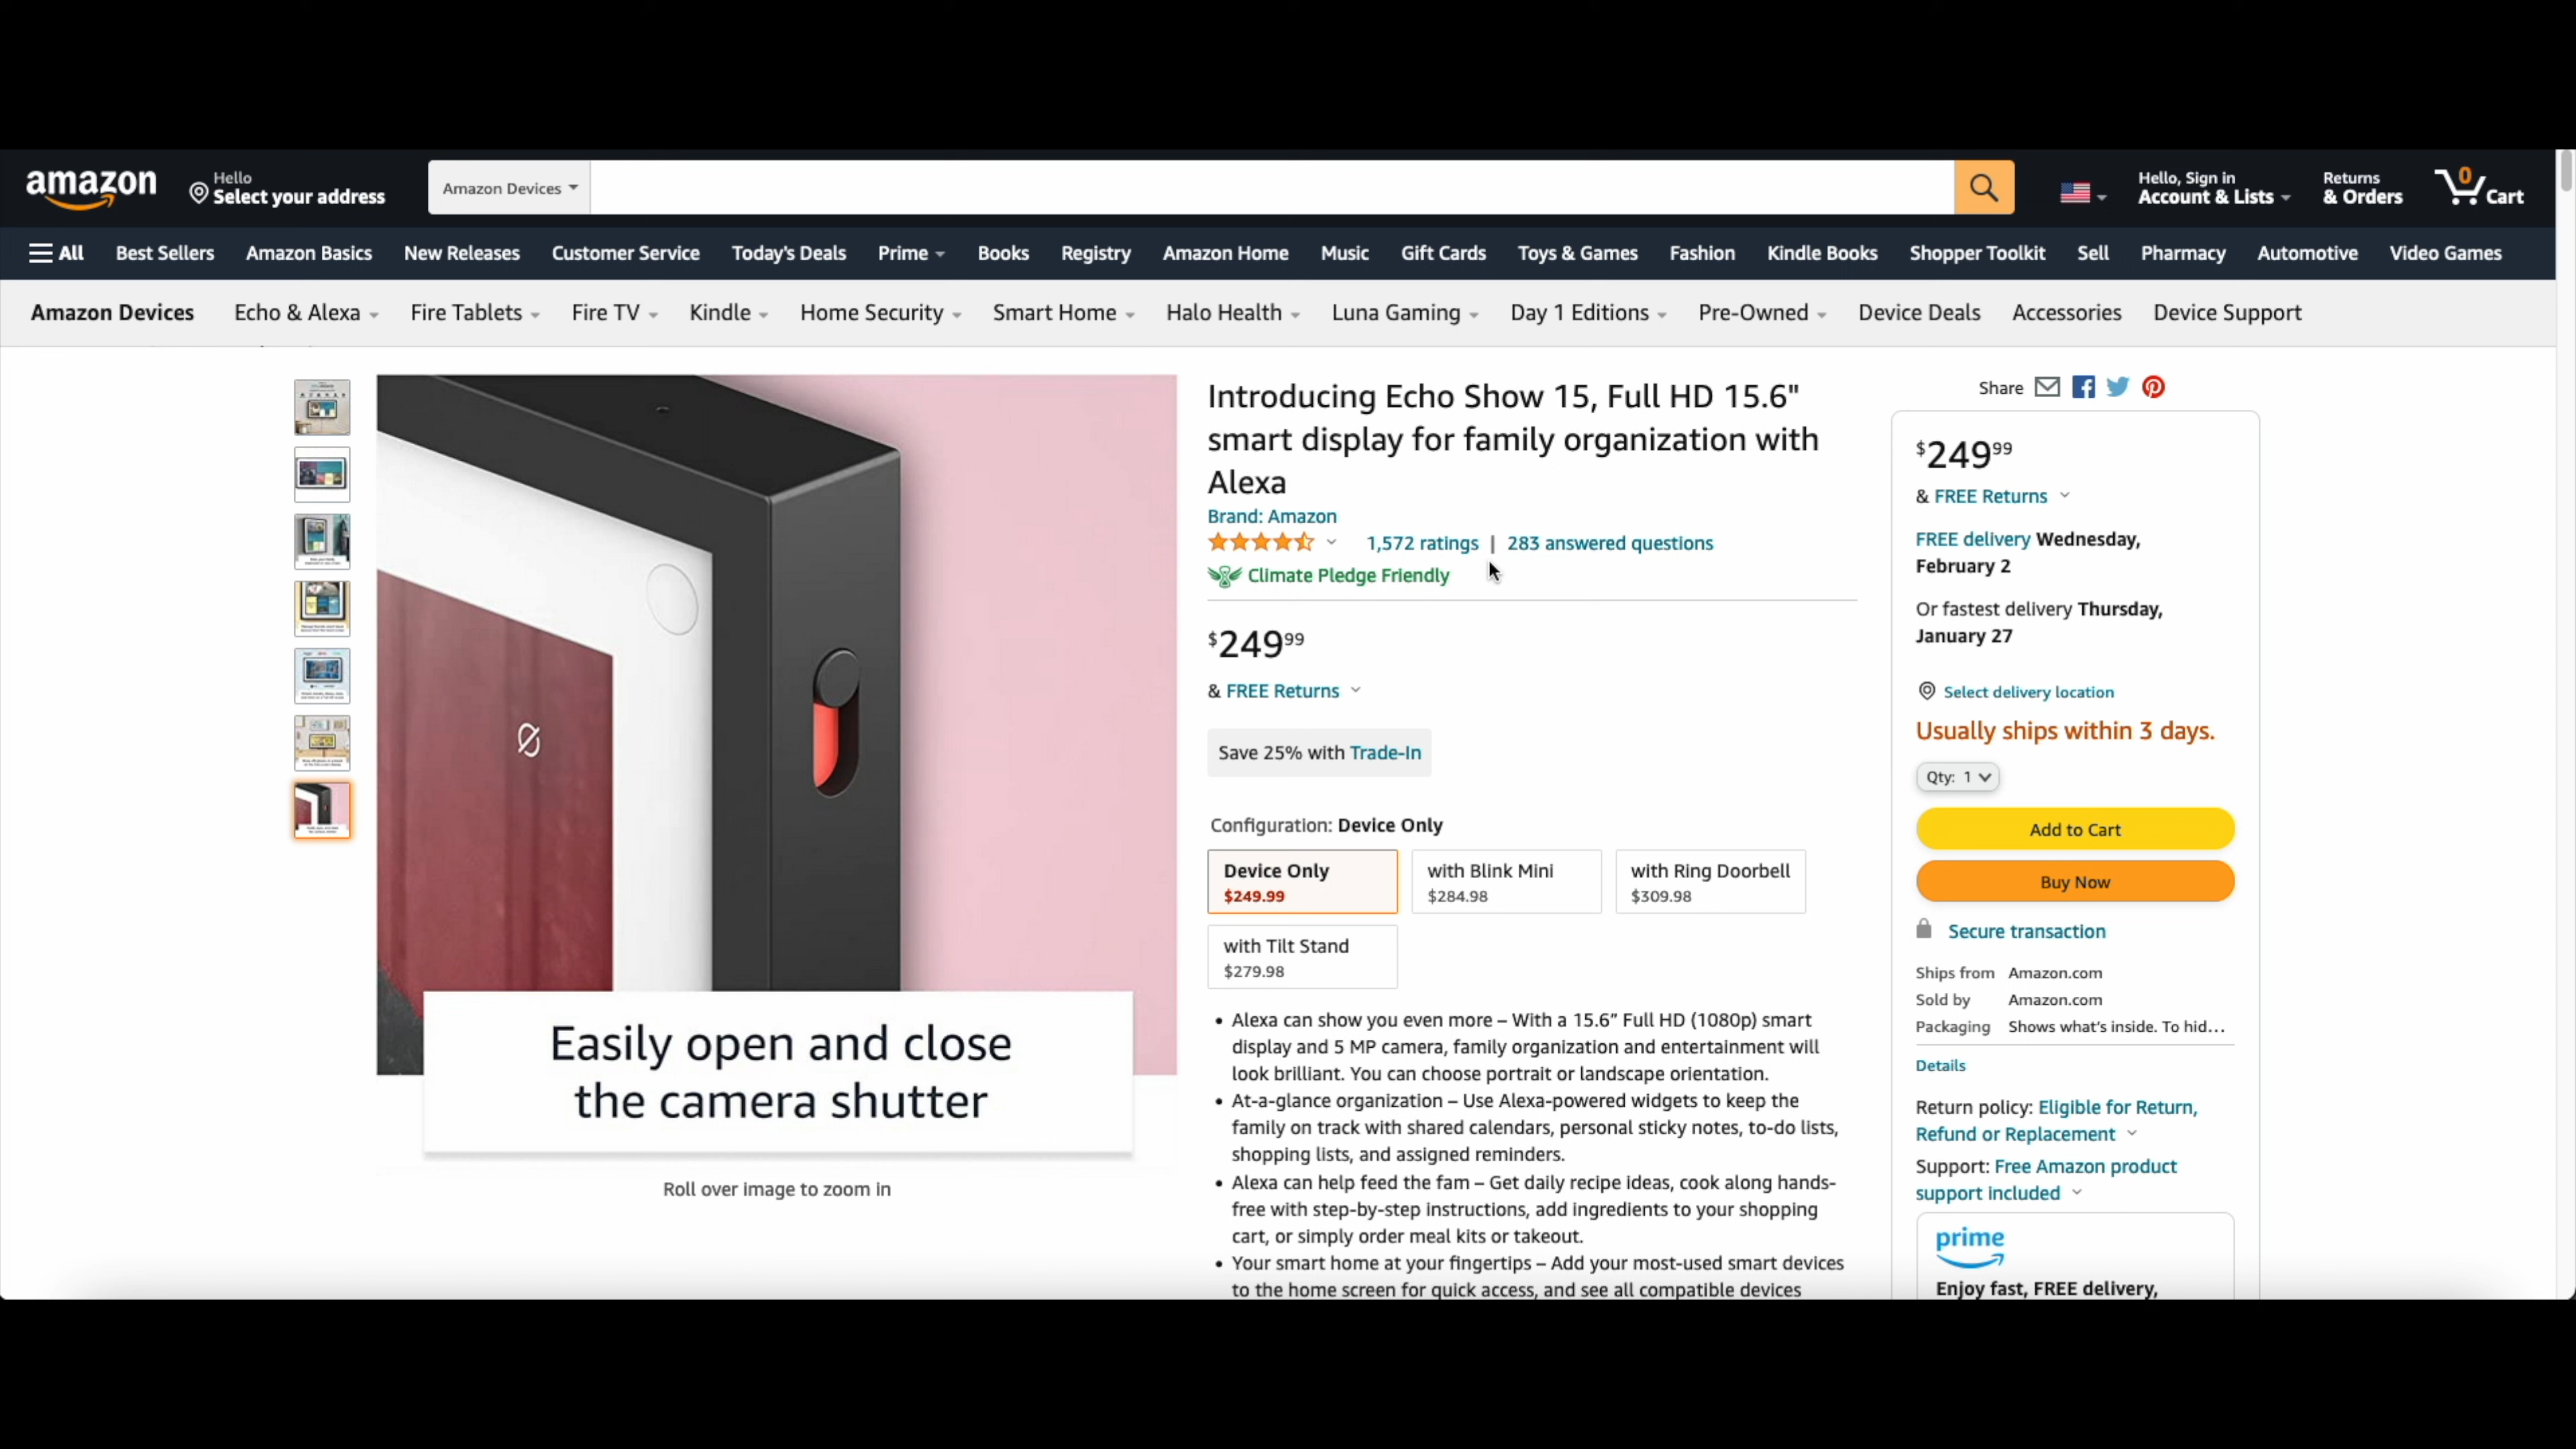 amazon
Hello
Select your address
Amazon Devices
Hello, Sign in
Account & Lists
Returns
& Orders
0
Cart
All
Best Sellers
Amazon Basics
New Releases
Customer Service
Today's Deals
Prime
Books
Registry
Amazon Home
Music
Gift Cards
Toys & Games
Fashion
Kindle Books
Shopper Toolkit
Sell
Pharmacy
Automotive
Video Games
Amazon Devices
Echo & Alexa
Fire Tablets
Fire TV
Kindle
Home Security
Smart Home
Halo Health
Luna Gaming
Day 1 Editions
Pre-Owned
Device Deals
Accessories
Device Support
Easily open and close
the camera shutter
Roll over image to zoom in
Introducing Echo Show 15, Full HD 15.6"
smart display for family organization with
Alexa
Brand: Amazon
1,572 ratings | 283 answered questions
Climate Pledge Friendly
$249 99
& FREE Returns
Save 25% with Trade-In
Configuration: Device Only
Device Only
$249.99
with Blink Mini
$284.98
with Ring Doorbell
$309.98
with Tilt Stand
$279.98
• Alexa can show you even more – With a 15.6” Full HD (1080p) smart
display and 5 MP camera, family organization and entertainment will
look brilliant. You can choose portrait or landscape orientation.
• At-a-glance organization – Use Alexa-powered widgets to keep the
family on track with shared calendars, personal sticky notes, to-do lists,
shopping lists, and assigned reminders.
• Alexa can help feed the fam – Get daily recipe ideas, cook along hands-
free with step-by-step instructions, add ingredients to your shopping
cart, or simply order meal kits or takeout.
• Your smart home at your fingertips – Add your most-used smart devices
to the home screen for quick access, and see all compatible devices
Share
$249 99
& FREE Returns
FREE delivery Wednesday,
February 2
Or fastest delivery Thursday,
January 27
Select delivery location
Usually ships within 3 days.
Qty: 1
Add to Cart
Buy Now
Secure transaction
Ships from Amazon.com
Sold by Amazon.com
Packaging Shows what’s inside. To hid...
Details
Return policy: Eligible for Return,
Refund or Replacement
Support: Free Amazon product
support included
prime
Enjoy fast, FREE delivery,